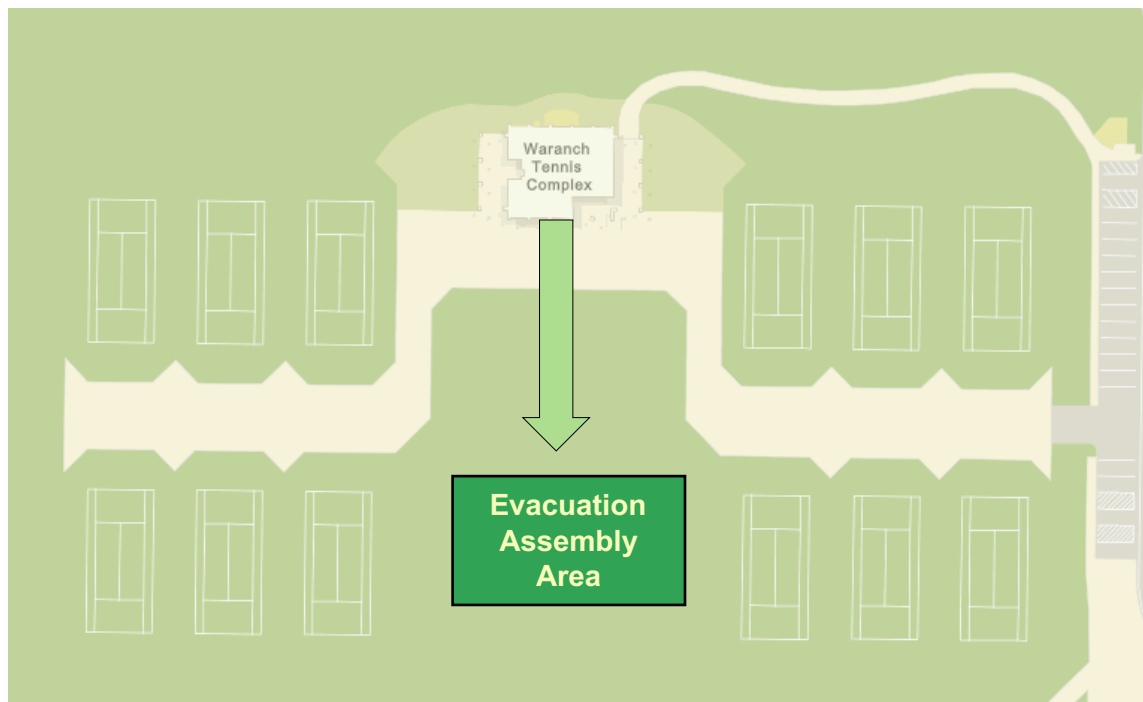 Waranch
Tennis
Complex
Evacuation
Assembly
Area